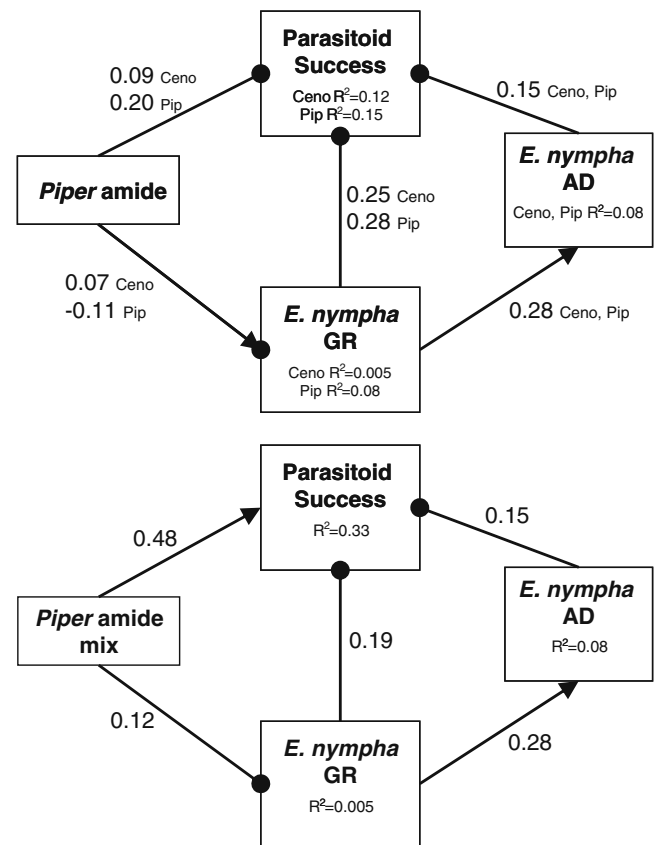 Parasitoid
Success
Ceno R²=0.12
Pip R²=0.15
0.09 Ceno
0.20 Pip
0.15 Ceno, Pip
Piper amide
E. nympha
AD
Ceno, Pip R²=0.08
0.25 Ceno
0.28 Pip
0.07 Ceno
-0.11 Pip
E. nympha
GR
Ceno R²=0.005
Pip R²=0.08
0.28 Ceno, Pip
Parasitoid
Success
R²=0.33
0.48
0.15
Piper amide
mix
E. nympha
AD
R²=0.08
0.19
0.12
E. nympha
GR
R²=0.005
0.28